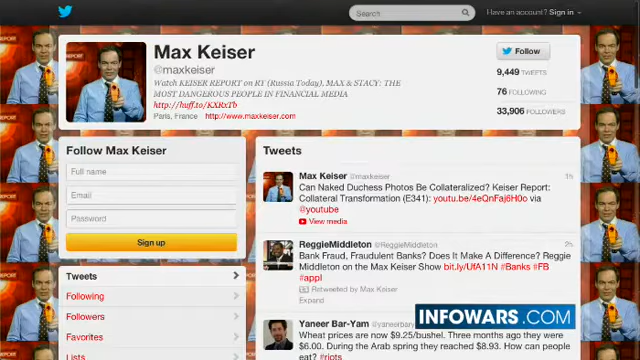 Search
Have an account? Sign in
Max Keiser
@maxkeiser
Watch KEISER REPORT on RT (Russia Today), MAX & STACY: THE
MOST DANGEROUS PEOPLE IN FINANCIAL MEDIA
http://huff.to/KXRxTb
Paris, France http://www.maxkeiser.com
Follow
9,449 TWEETS
76 FOLLOWING
33,906 FOLLOWERS
Follow Max Keiser
Full name
Email
Password
Sign up
Tweets
Following
Followers
Favorites
Lists
Tweets
Max Keiser @maxkeiser 1h
Can Naked Duchess Photos Be Collateralized? Keiser Report:
Collateral Transformation (E341): youtu.be/4eQnFaj6H0o via
@youtube
View media
ReggieMiddleton @ReggieMiddleton 2h
Bank Fraud, Fraudulent Banks? Does It Make A Difference? Reggie
Middleton on the Max Keiser Show bit.ly/UfA11N #Banks #FB
#appl
Retweeted by Max Keiser
Expand
Yaneer Bar-Yam @yaneerbar
Wheat prices are now $9.25/bushel. Three months ago they were
$6.00. During the Arab spring they reached $8.93. How can people
eat? #riots
INFOWARS.COM
REPORT